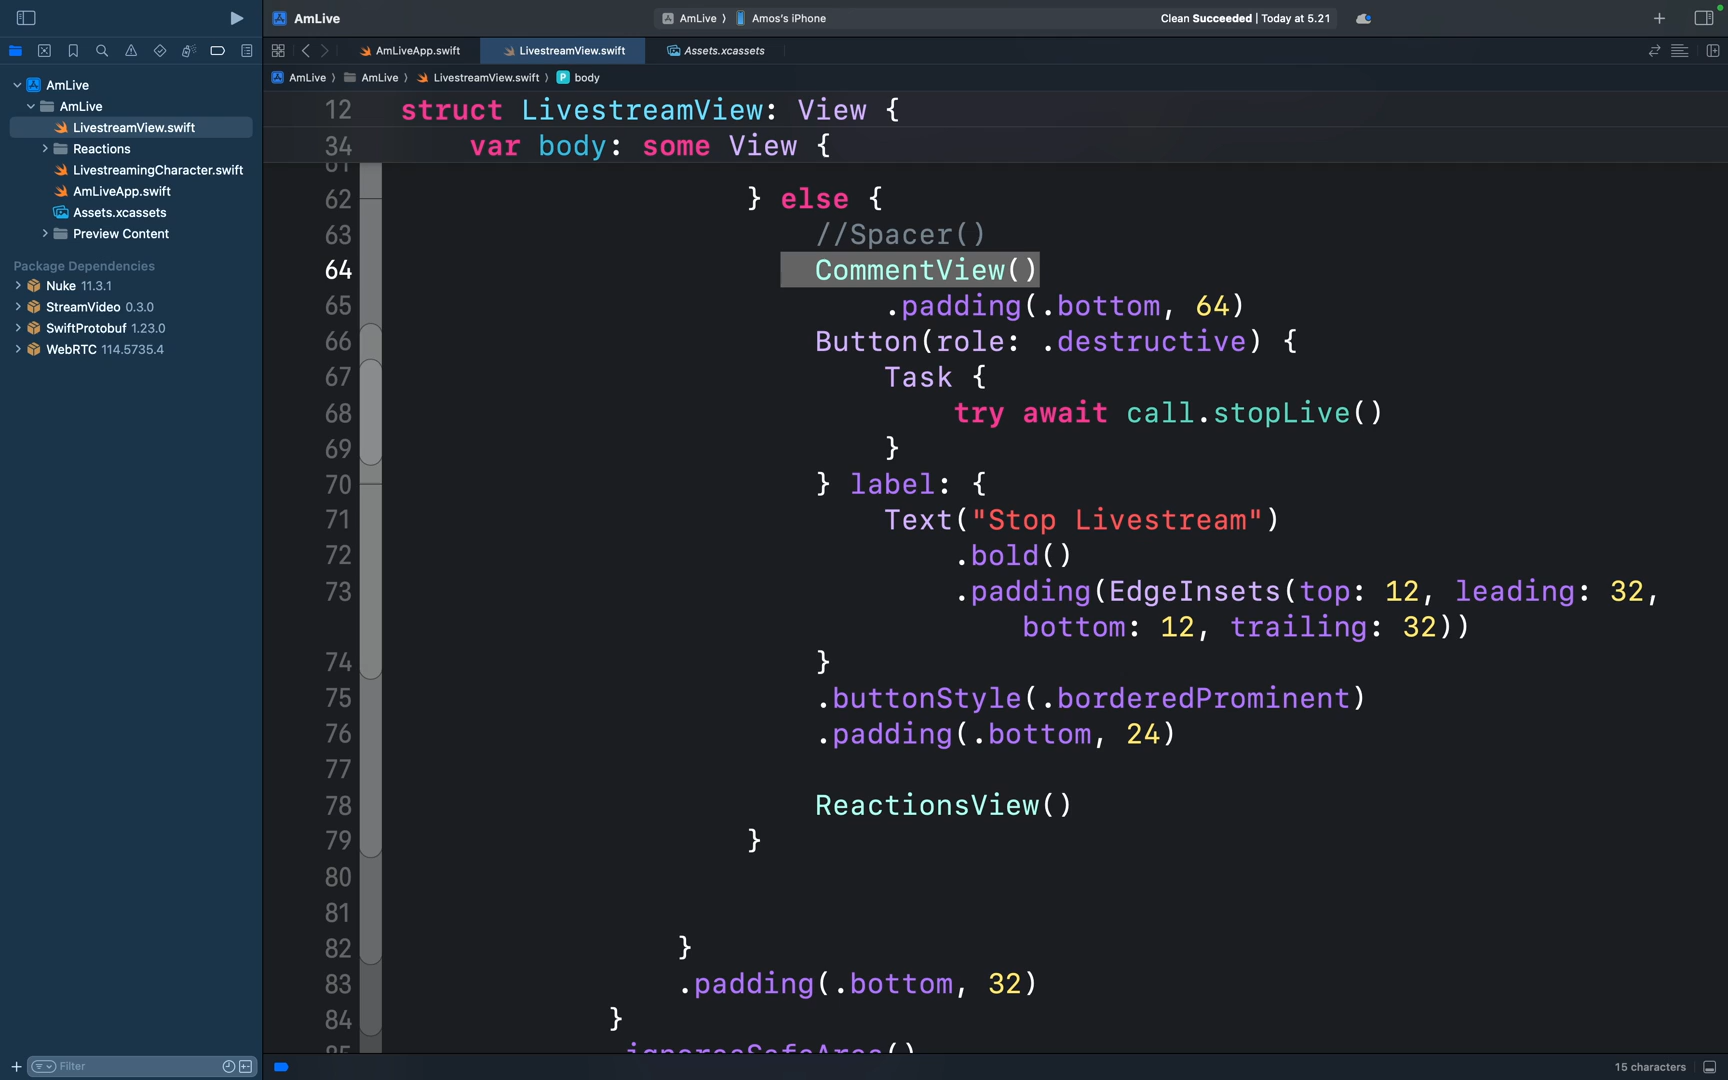 AmLive
AmLive ⟩ Amos's iPhone
Clean Succeeded | Today at 5.21
AmLiveApp.swift
LivestreamView.swift
Assets.xcassets
AmLive ⟩ AmLive ⟩ LivestreamView.swift ⟩ P body
AmLive
AmLive
LivestreamView.swift
Reactions
LivestreamingCharacter.swift
AmLiveApp.swift
Assets.xcassets
Preview Content
Package Dependencies
Nuke 11.3.1
StreamVideo 0.3.0
SwiftProtobuf 1.23.0
WebRTC 114.5735.4
Filter
12 struct LivestreamView: View {
34 var body: some View {
61
62 } else {
63 //Spacer()
64 CommentView()
65 .padding(.bottom, 64)
66 Button(role: .destructive) {
67 Task {
68 try await call.stopLive()
69 }
70 } label: {
71 Text("Stop Livestream")
72 .bold()
73 .padding(EdgeInsets(top: 12, leading: 32,
bottom: 12, trailing: 32))
74 }
75 .buttonStyle(.borderedProminent)
76 .padding(.bottom, 24)
77
78 ReactionsView()
79 }
80
81
82 }
83 .padding(.bottom, 32)
84 }
85 .ignoresSafeArea()
15 characters